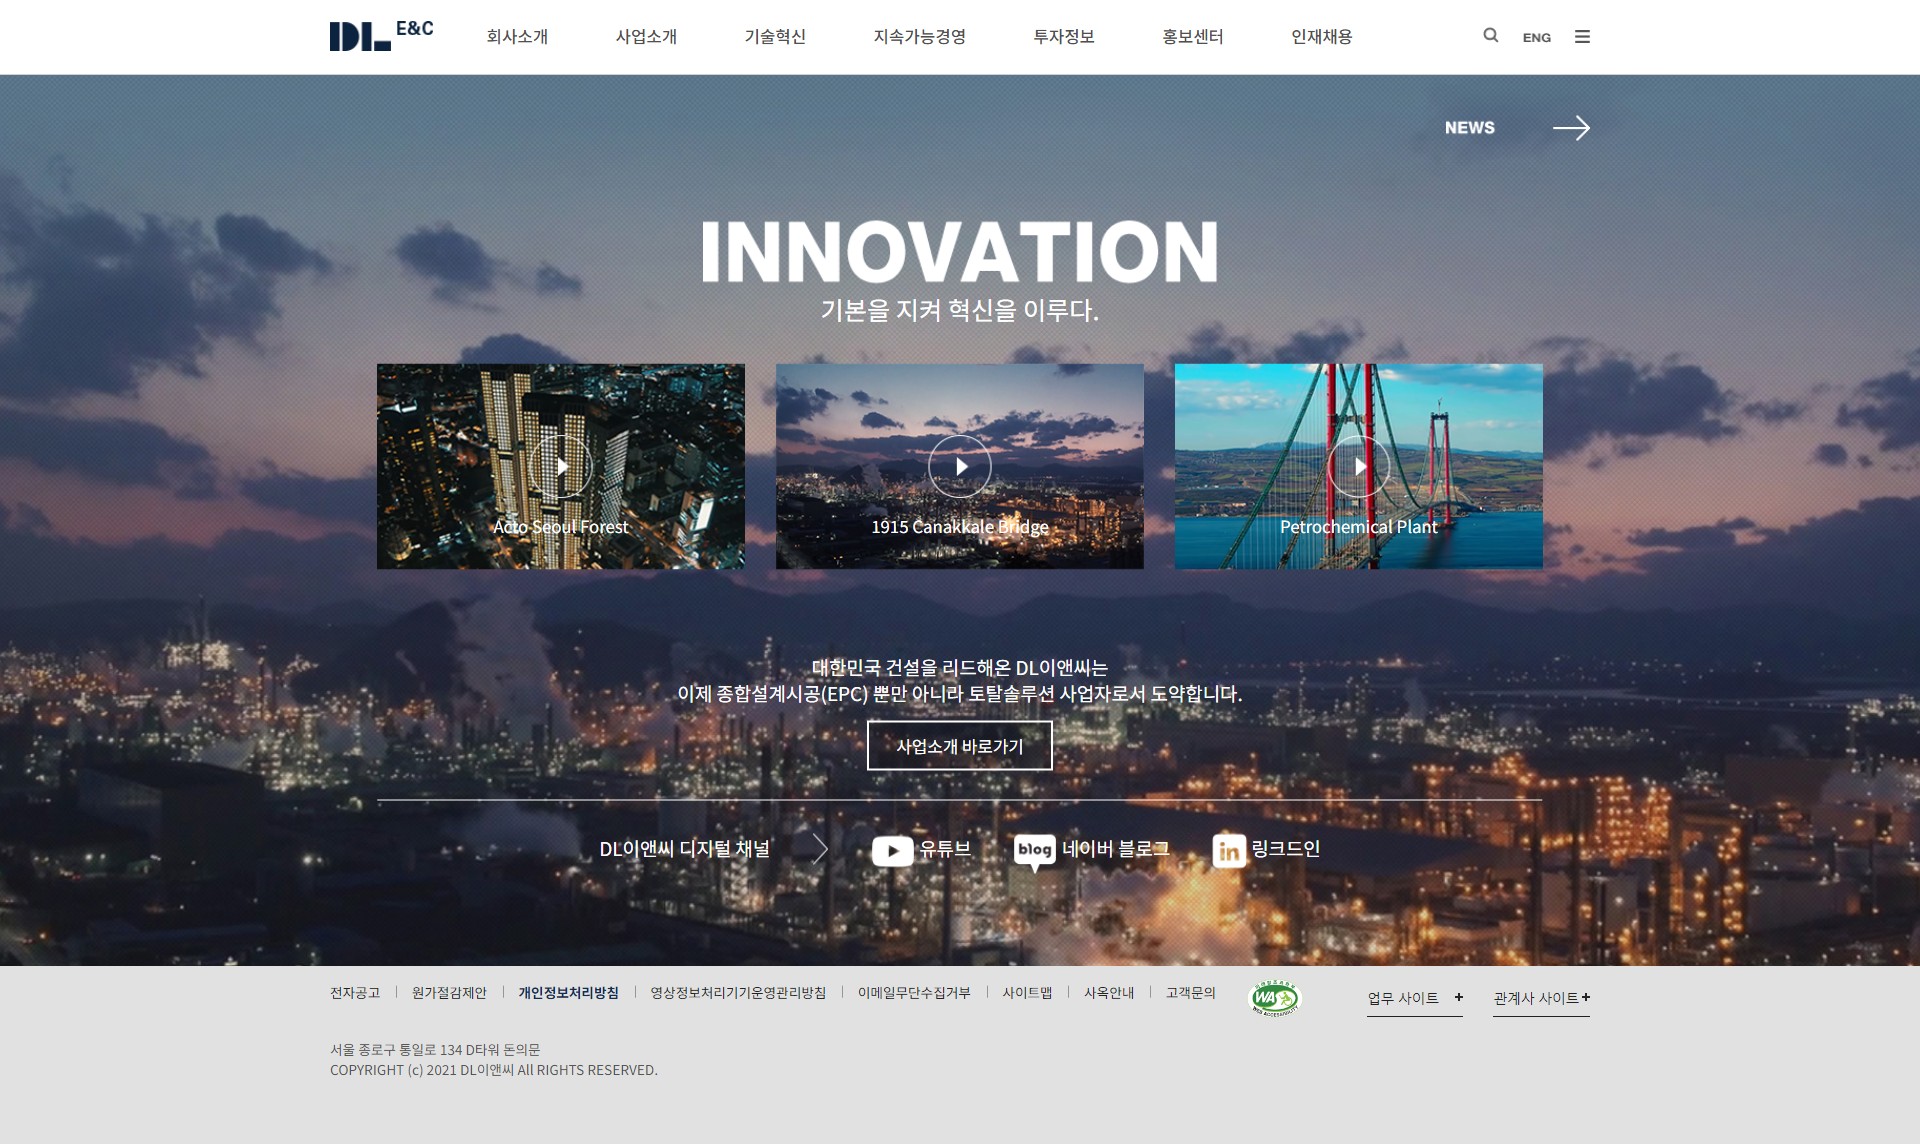 DL E&C
회사소개 사업소개 기술혁신 지속가능경영 투자정보 홍보센터 인재채용 ENG
NEWS
INNOVATION
기본을 지켜 혁신을 이루다.
Acto Seoul Forest
1915 Canakkale Bridge
Petrochemical Plant
대한민국 건설을 리드해온 DL이앤씨는
이제 종합설계시공(EPC) 뿐만 아니라 토탈솔루션 사업자로서 도약합니다.
사업소개 바로가기
DL이앤씨 디지털 채널 유튜브 blog 네이버 블로그 in 링크드인
전자공고 원가절감제안 개인정보처리방침 영상정보처리기기운영관리방침 이메일무단수집거부 사이트맵 사옥안내 고객문의 WA WEB ACCESSIBILITY 업무 사이트 + 관계사 사이트 +
서울 종로구 통일로 134 D타워 돈의문
COPYRIGHT (c) 2021 DL이앤씨 All RIGHTS RESERVED.